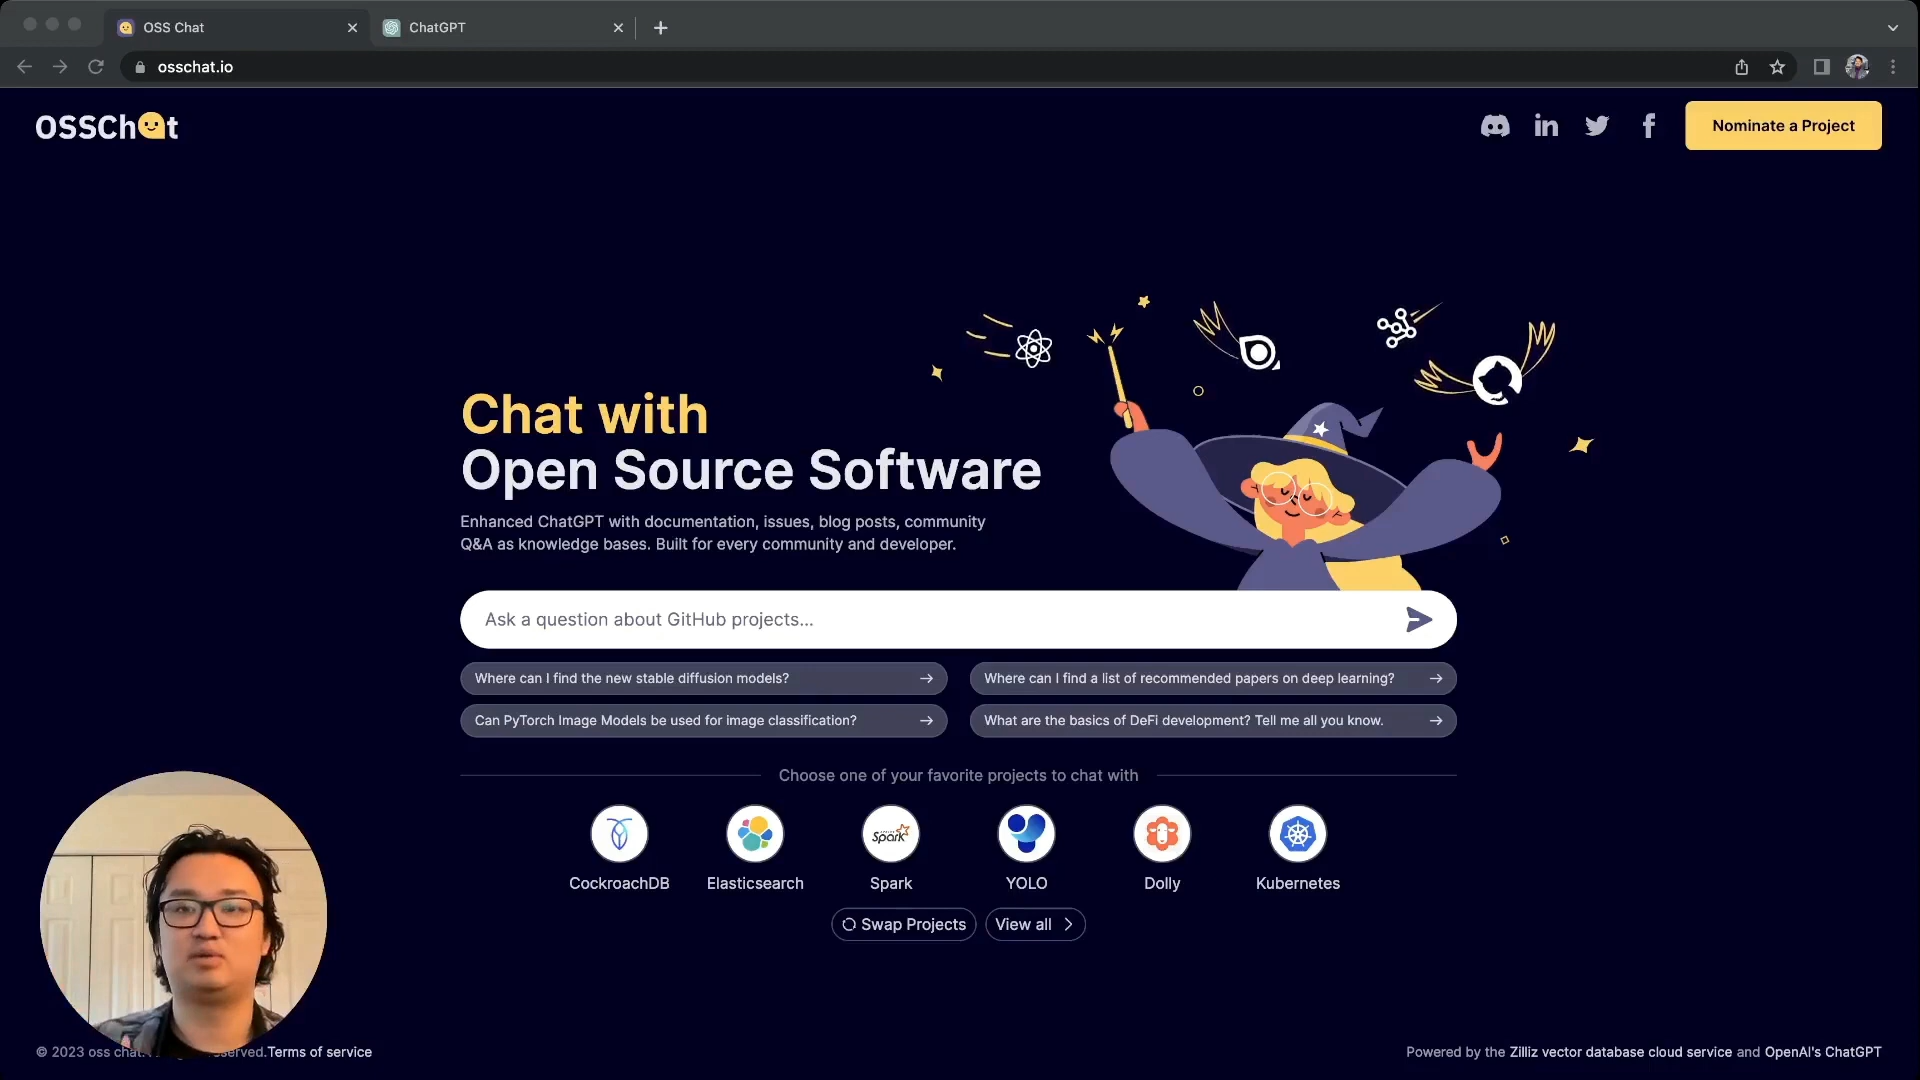 OSS Chat
ChatGPT
osschat.io
OSSChat
Nominate a Project
Chat with
Open Source Software
Enhanced ChatGPT with documentation, issues, blog posts, community
Q&A as knowledge bases. Built for every community and developer.
Ask a question about GitHub projects...
Where can I find the new stable diffusion models?
Where can I find a list of recommended papers on deep learning?
Can PyTorch Image Models be used for image classification?
What are the basics of DeFi development? Tell me all you know.
Choose one of your favorite projects to chat with
Spark
CockroachDB
Elasticsearch
Spark
YOLO
Dolly
Kubernetes
Swap Projects
View all
© 2023 oss chat. Terms of service
Powered by the Zilliz vector database cloud service and OpenAI's ChatGPT